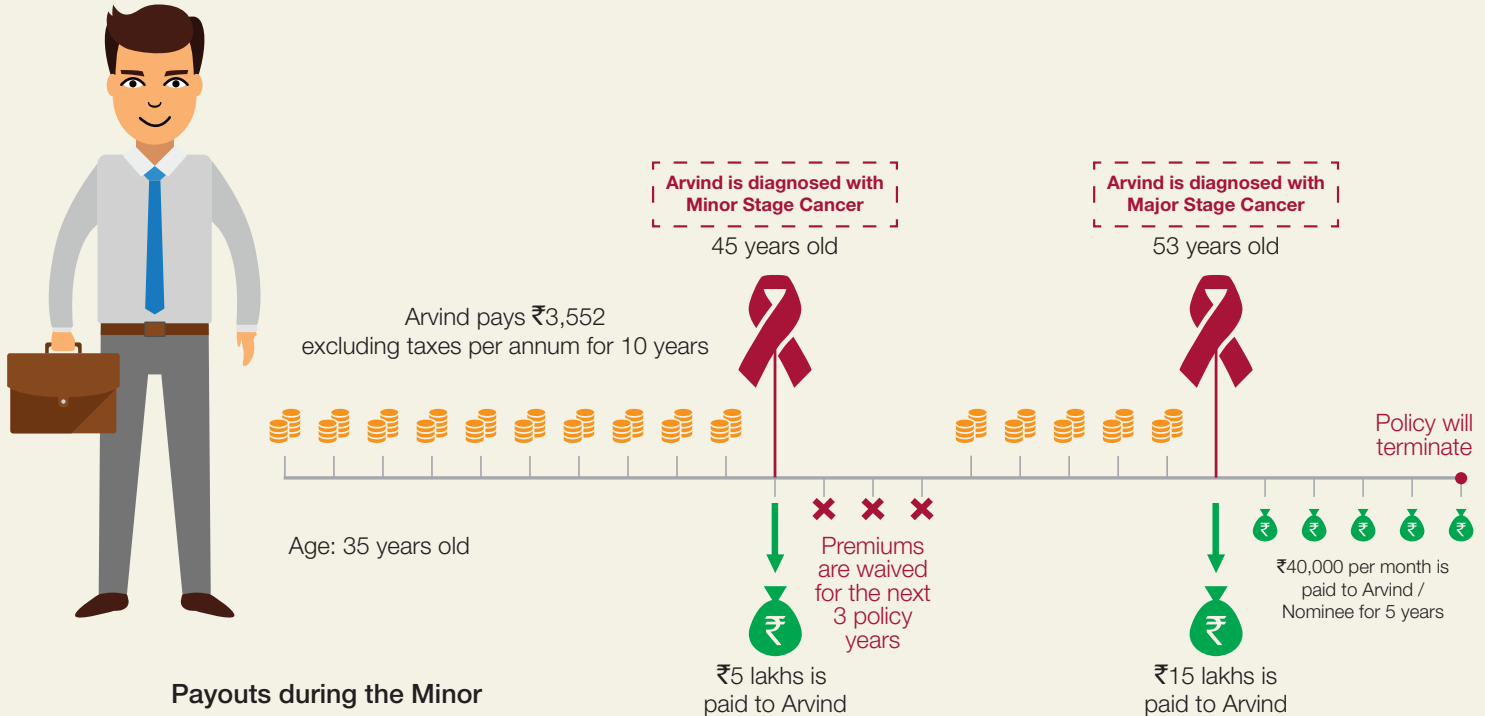 Arvind is diagnosed with
Minor Stage Cancer
45 years old
Arvind is diagnosed with
Major Stage Cancer
53 years old
Arvind pays ₹3,552
excluding taxes per annum for 10 years
Policy will
terminate
Age: 35 years old
Premiums
are waived
for the next
3 policy
years
₹40,000 per month is
paid to Arvind /
Nominee for 5 years
₹
₹
₹
₹
₹
₹
₹
₹5 lakhs is
paid to Arvind
₹15 lakhs is
paid to Arvind
Payouts during the Minor